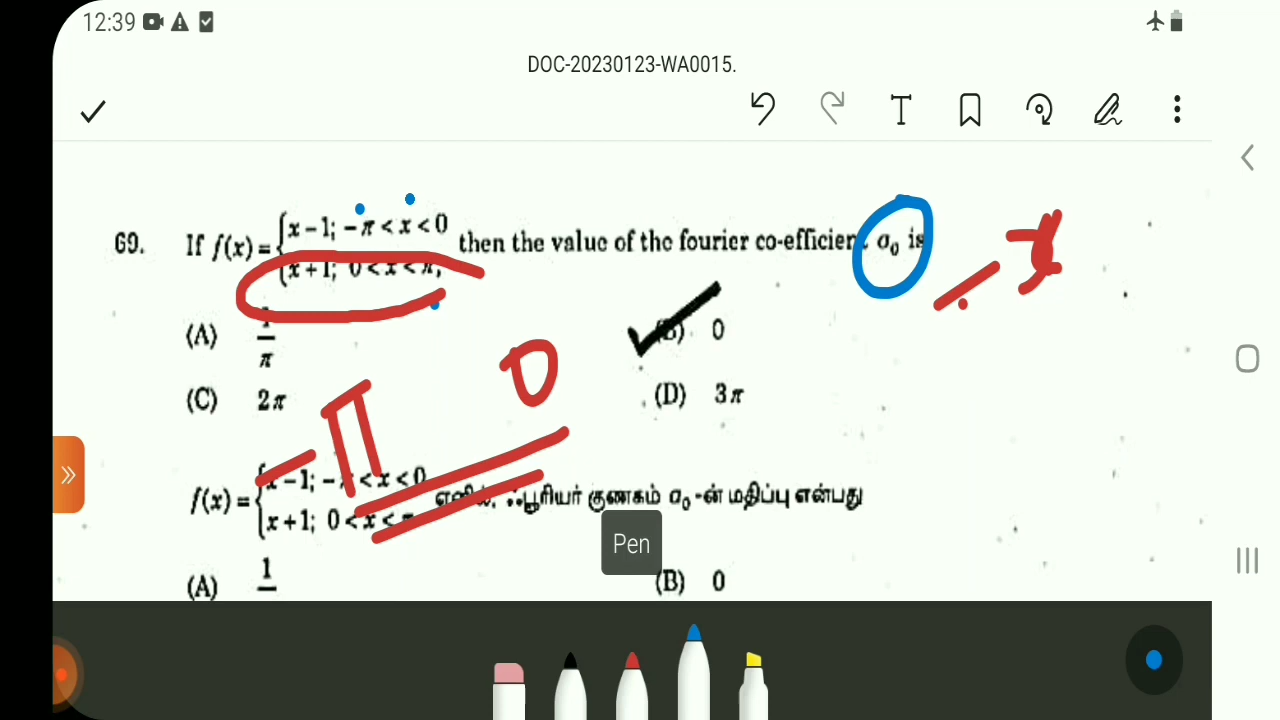 12:39
DOC-20230123-WA0015.
T
69. If f(x) = { x – 1; –π < x < 0 then the value of the fourier co-efficient a₀ is
x + 1; 0 < x < π,
(A) 1/π (B) 0
(C) 2π (D) 3π
–π 0
– x
f(x) = { x – 1; –π < x < 0 எனில், ஃபூரியர் குணகம் a₀-ன் மதிப்பு என்பது
x + 1; 0 < x < π
Pen
(A) 1 (B) 0